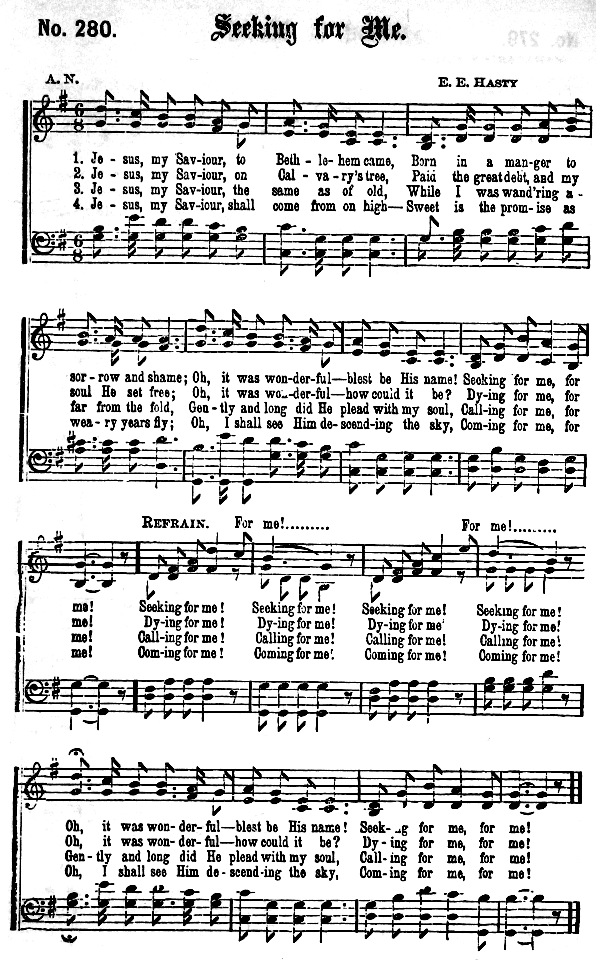 No. 280. Seeking for Me.
A. N. E. E. HASTY
1. Je - sus, my Sav - iour, to Beth - le - hem came, Born in a man - ger to
2. Je - sus, my Sav - iour, on Cal - va - ry's tree, Paid the great debt, and my
3. Je - sus, my Sav - iour, the same as of old, While I was wand'ring a -
4. Je - sus, my Sav - iour, shall come from on high— Sweet is the prom - ise as
sor - row and shame; Oh, it was won - der - ful—blest be His name! Seeking for me, for
soul He set free; Oh, it was wo..-der - ful—how could it be? Dy - ing for me, for
far from the fold, Gen - tly and long did He plead with my soul, Call - ing for me, for
wea - ry years fly; Oh, I shall see Him de - scend - ing the sky, Com - ing for me, for
REFRAIN. For me!......... For me!.........
me! Seeking for me! Seeking for me! Seeking for me! Seeking for me!
me! Dy - ing for me! Dy - ing for me! Dy - ing for me! Dy - ing for me!
me! Call - ing for me! Calling for me! Calling for me! Calling for me!
me! Com - ing for me! Coming for me! Coming for me! Coming for me!
Oh, it was won - der - ful—blest be His name! Seek- -g for me, for me!
Oh, it was won - der - ful—how could it be? Dy - ing for me, for me!
Gen - tly and long did He plead with my soul, Call - ing for me, for me!
Oh, I shall see Him de - scend - ing the sky, Com - ing for me, for me!